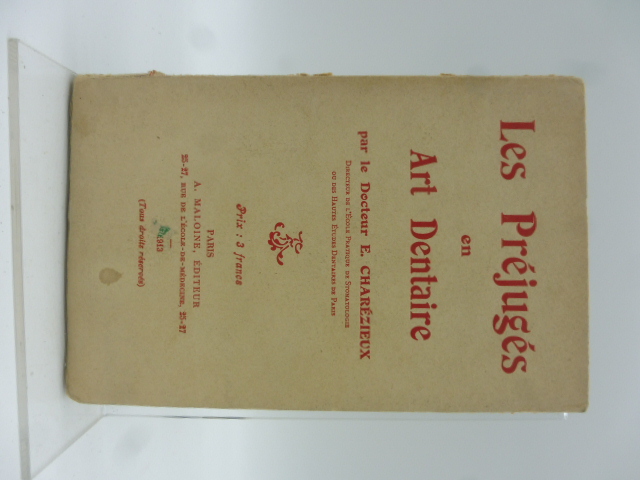 Les Préjugés
en
Art Dentaire
par le Docteur E. CHARÉZIEUX
DIRECTEUR DE L'ÉCOLE PRATIQUE DE STOMATOLOGIE
OU DES HAUTES ÉTUDES DENTAIRES DE PARIS
Prix : 3 francs
PARIS
A. MALOINE, ÉDITEUR
25-27, RUE DE L'ÉCOLE-DE-MÉDECINE, 25-27
1913
(Tous droits réservés)